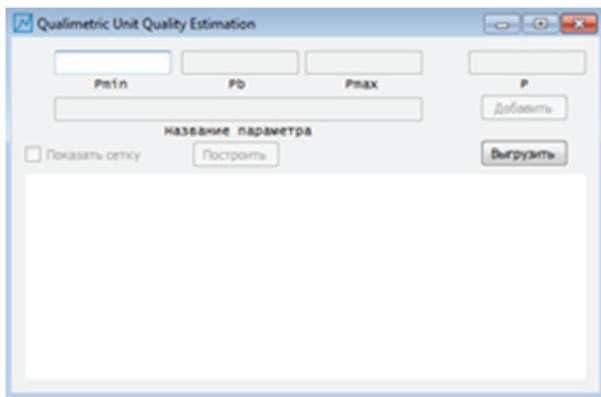 Qualimetric Unit Quality Estimation
Pmin Pb Pmax P
Добавить
Название параметра
Показать сетку Построить Выгрузить